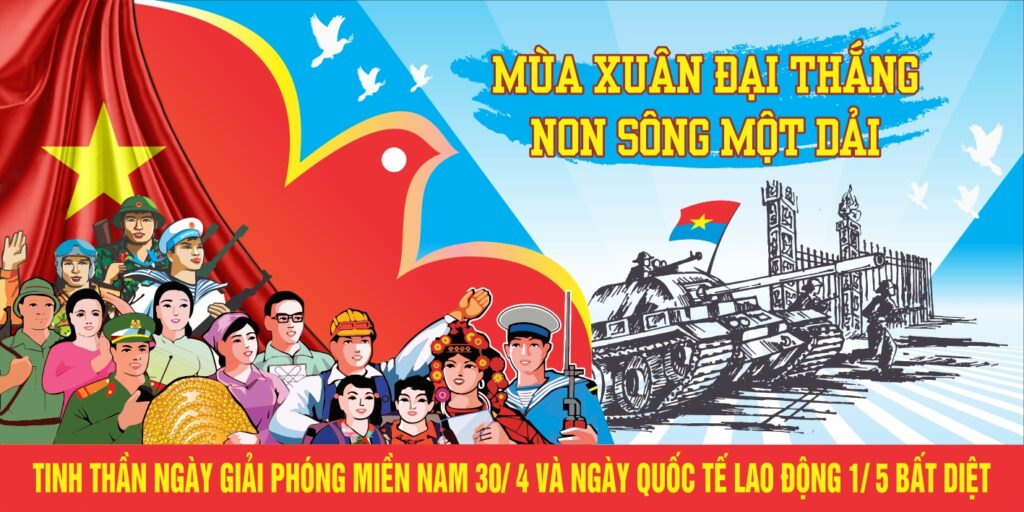 MÙA XUÂN ĐẠI THẮNG
NON SÔNG MỘT DẢI
TINH THẦN NGÀY GIẢI PHÓNG MIỀN NAM 30/ 4 VÀ NGÀY QUỐC TẾ LAO ĐỘNG 1/ 5 BẤT DIỆT